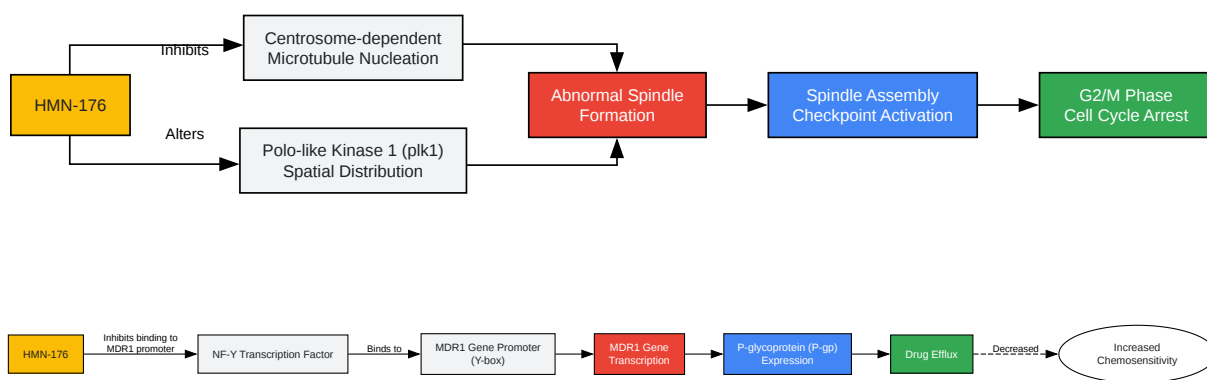 Inhibits
Centrosome-dependent
Microtubule Nucleation
HMN-176
Alters
Polo-like Kinase 1 (plk1)
Spatial Distribution
Abnormal Spindle
Formation
Spindle Assembly
Checkpoint Activation
G2/M Phase
Cell Cycle Arrest
HMN-176
Inhibits binding to
MDR1 promoter
NF-Y Transcription Factor
Binds to
MDR1 Gene Promoter
(Y-box)
MDR1 Gene
Transcription
P-glycoprotein (P-gp)
Expression
Drug Efflux
Decreased
Increased
Chemosensitivity